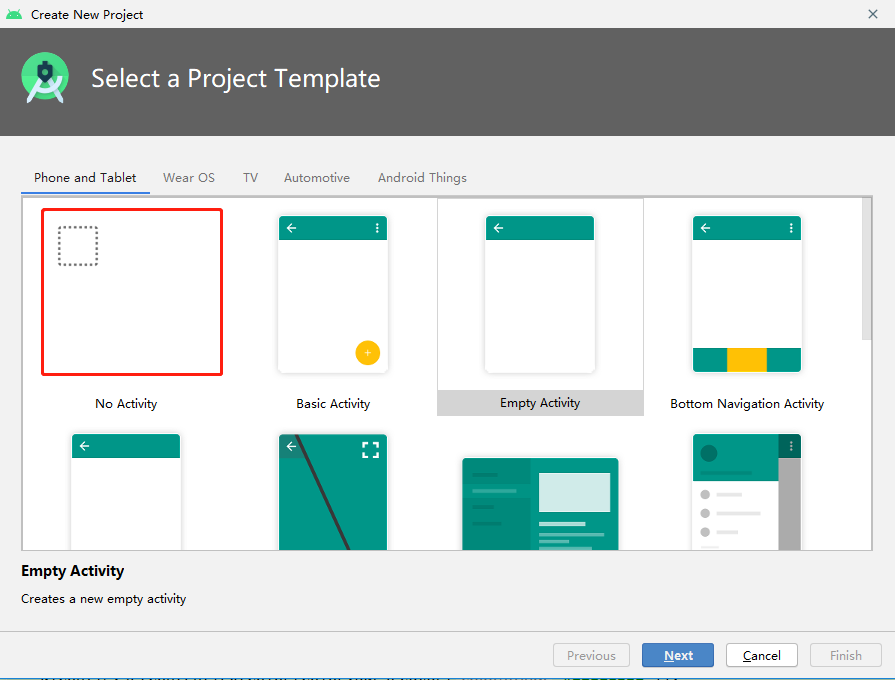 Create New Project
Select a Project Template
Phone and Tablet
Wear OS
TV
Automotive
Android Things
No Activity
Basic Activity
Empty Activity
Bottom Navigation Activity
Empty Activity
Creates a new empty activity
Previous
Next
Cancel
Finish